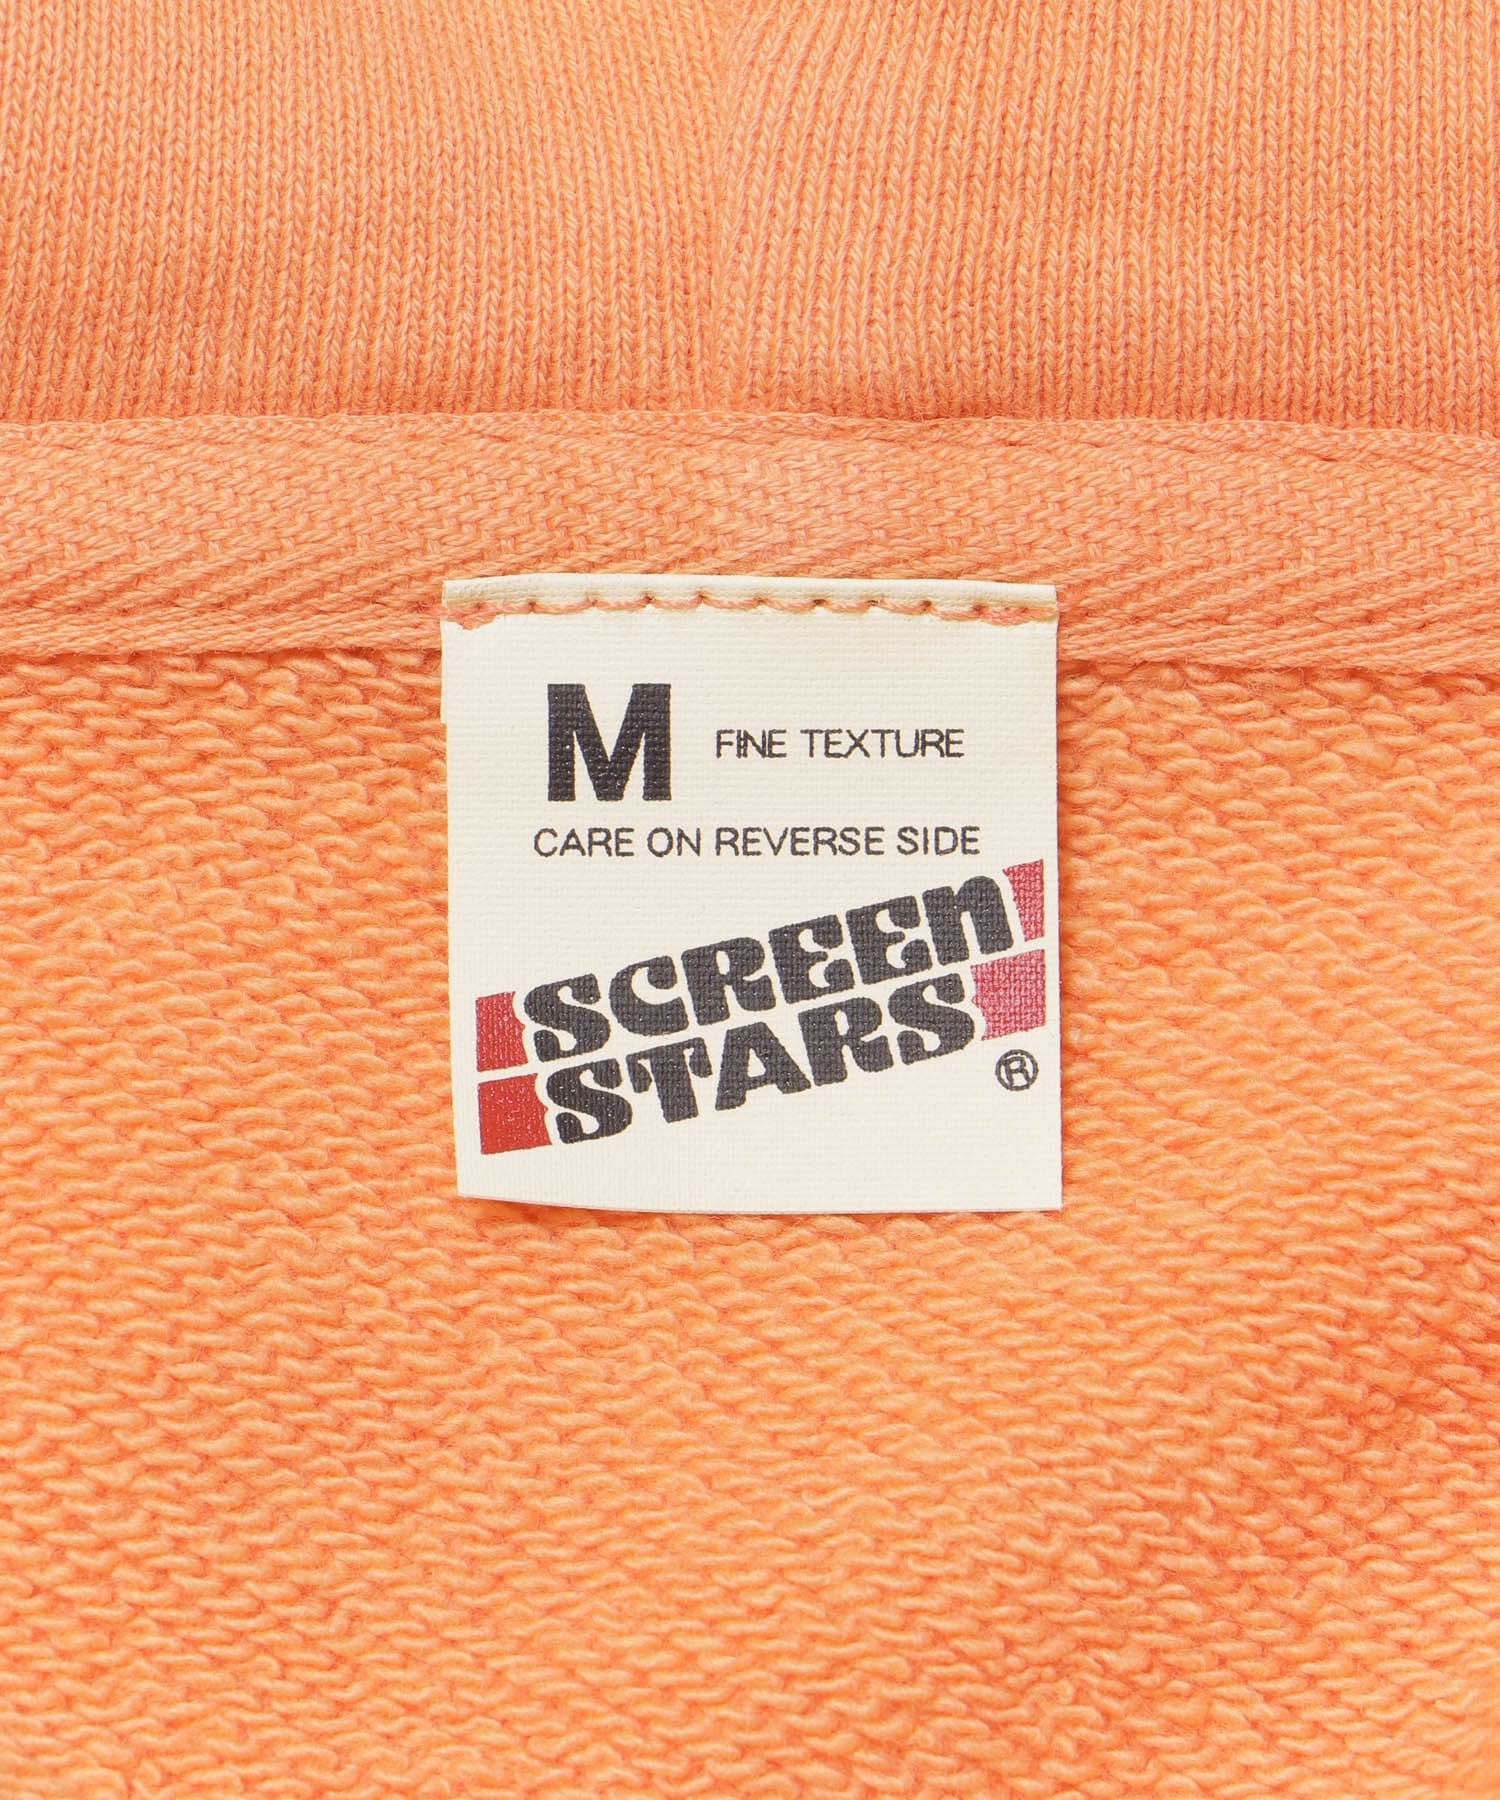 M FINE TEXTURE
CARE ON REVERSE SIDE
SCREEN
STARS
®